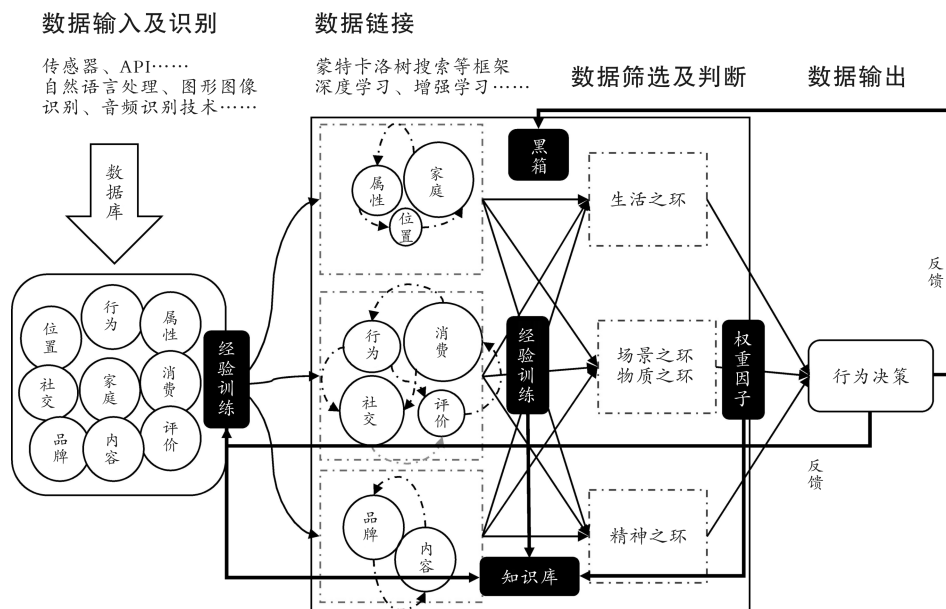 数据输入及识别
传感器、API……
自然语言处理、图形图像
识别、音频识别技术……
数据链接
蒙特卡洛树搜索等框架
深度学习、增强学习……
数据筛选及判断
数据输出
数据库
位置
行为
属性
社交
家庭
消费
品牌
内容
评价
经验训练
属性
家庭
位置
行为
消费
社交
评价
品牌
内容
黑箱
经验训练
知识库
生活之环
场景之环
物质之环
精神之环
权重因子
行为决策
反馈
反馈